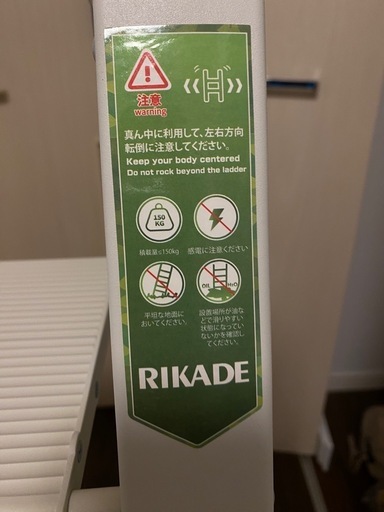 注意
warning
真ん中に利用して、左右方向
転倒に注意してください。
Keep your body centered
Do not rock beyond the ladder
150
KG
積載量≤150kg
感電に注意ください
OIL H₂O
平坦な地面に
おいてください。
設置場所が油な
どで滑りやすい
状態になってい
ないかを確認し
てください。
RIKADE